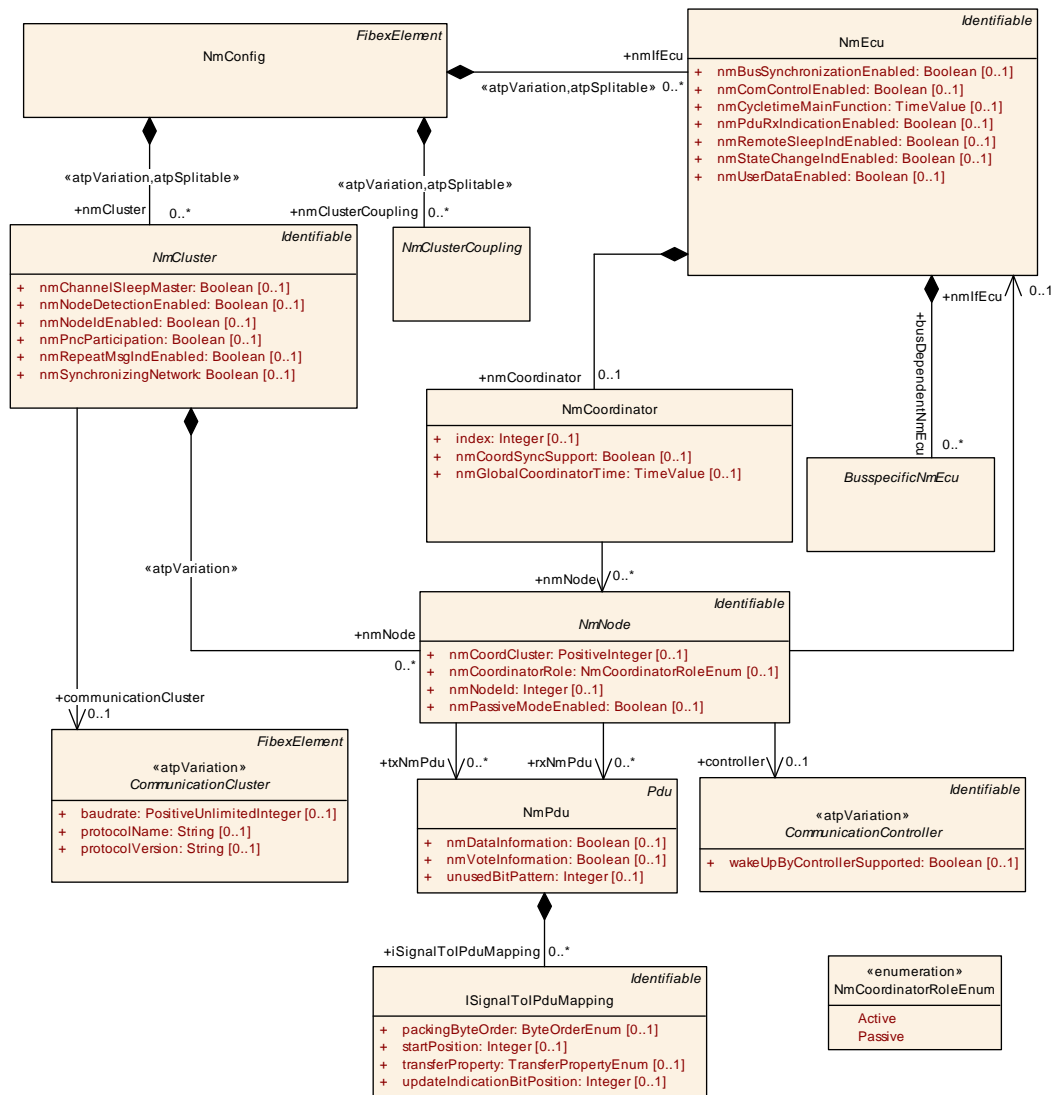 FibexElement
NmConfig
Identifiable
NmEcu
+ nmBusSynchronizationEnabled: Boolean [0..1]
+ nmComControlEnabled: Boolean [0..1]
+ nmCycletimeMainFunction: TimeValue [0..1]
+ nmPduRxIndicationEnabled: Boolean [0..1]
+ nmRemoteSleepIndEnabled: Boolean [0..1]
+ nmStateChangeIndEnabled: Boolean [0..1]
+ nmUserDataEnabled: Boolean [0..1]
+nmIfEcu
«atpVariation,atpSplitable» 0..*
«atpVariation,atpSplitable»
+nmCluster 0..*
«atpVariation,atpSplitable»
+nmClusterCoupling 0..*
Identifiable
NmCluster
+ nmChannelSleepMaster: Boolean [0..1]
+ nmNodeDetectionEnabled: Boolean [0..1]
+ nmNodeIdEnabled: Boolean [0..1]
+ nmPncParticipation: Boolean [0..1]
+ nmRepeatMsgIndEnabled: Boolean [0..1]
+ nmSynchronizingNetwork: Boolean [0..1]
NmClusterCoupling
+nmIfEcu 0..1
+busDependentNmEcu
0..*
+nmCoordinator 0..1
NmCoordinator
+ index: Integer [0..1]
+ nmCoordSyncSupport: Boolean [0..1]
+ nmGlobalCoordinatorTime: TimeValue [0..1]
BusspecificNmEcu
«atpVariation»
+nmNode 0..*
+nmNode
0..*
Identifiable
NmNode
+ nmCoordCluster: PositiveInteger [0..1]
+ nmCoordinatorRole: NmCoordinatorRoleEnum [0..1]
+ nmNodeId: Integer [0..1]
+ nmPassiveModeEnabled: Boolean [0..1]
+communicationCluster
0..1
FibexElement
«atpVariation»
CommunicationCluster
+ baudrate: PositiveUnlimitedInteger [0..1]
+ protocolName: String [0..1]
+ protocolVersion: String [0..1]
+txNmPdu 0..*
+rxNmPdu 0..*
+controller 0..1
Pdu
NmPdu
+ nmDataInformation: Boolean [0..1]
+ nmVoteInformation: Boolean [0..1]
+ unusedBitPattern: Integer [0..1]
Identifiable
«atpVariation»
CommunicationController
+ wakeUpByControllerSupported: Boolean [0..1]
+iSignalToIPduMapping 0..*
Identifiable
ISignalToIPduMapping
+ packingByteOrder: ByteOrderEnum [0..1]
+ startPosition: Integer [0..1]
+ transferProperty: TransferPropertyEnum [0..1]
+ updateIndicationBitPosition: Integer [0..1]
«enumeration»
NmCoordinatorRoleEnum
Active
Passive